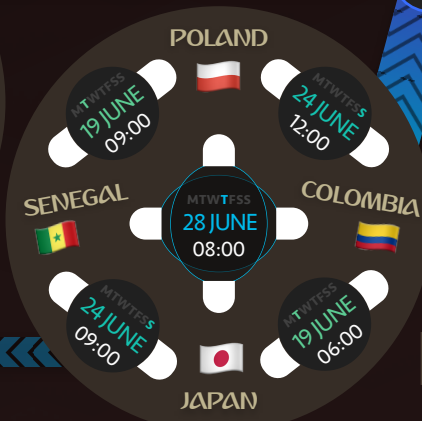 POLAND
MTWTFSS
19 JUNE
09:00
MTWTFSS
24 JUNE
12:00
SENEGAL
MTWTFSS
28 JUNE
08:00
COLOMBIA
MTWTFSS
24 JUNE
09:00
MTWTFSS
19 JUNE
06:00
JAPAN